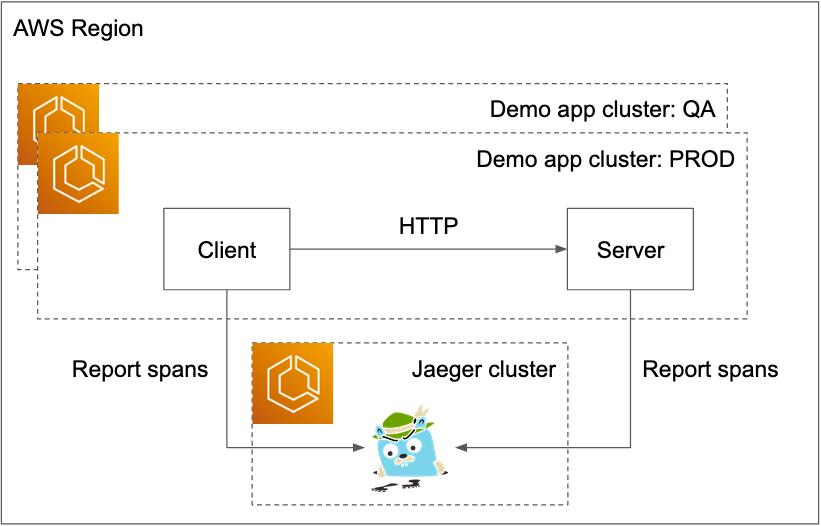 AWS Region
Demo app cluster: QA
Demo app cluster: PROD
HTTP
Client
Server
Report spans
Jaeger cluster
Report spans